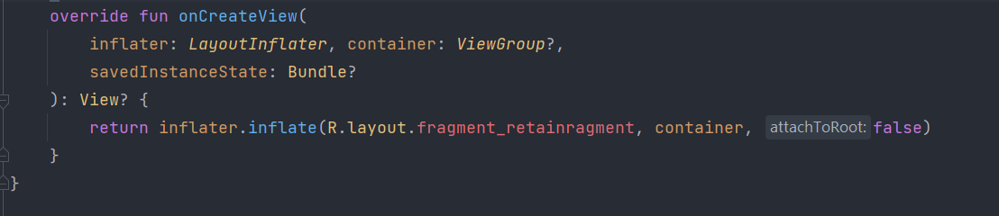 override fun onCreateView(
inflater: LayoutInflater, container: ViewGroup?,
savedInstanceState: Bundle?
): View? {
return inflater.inflate(R.layout.fragment_retainragment, container, attachToRoot: false)
}
}